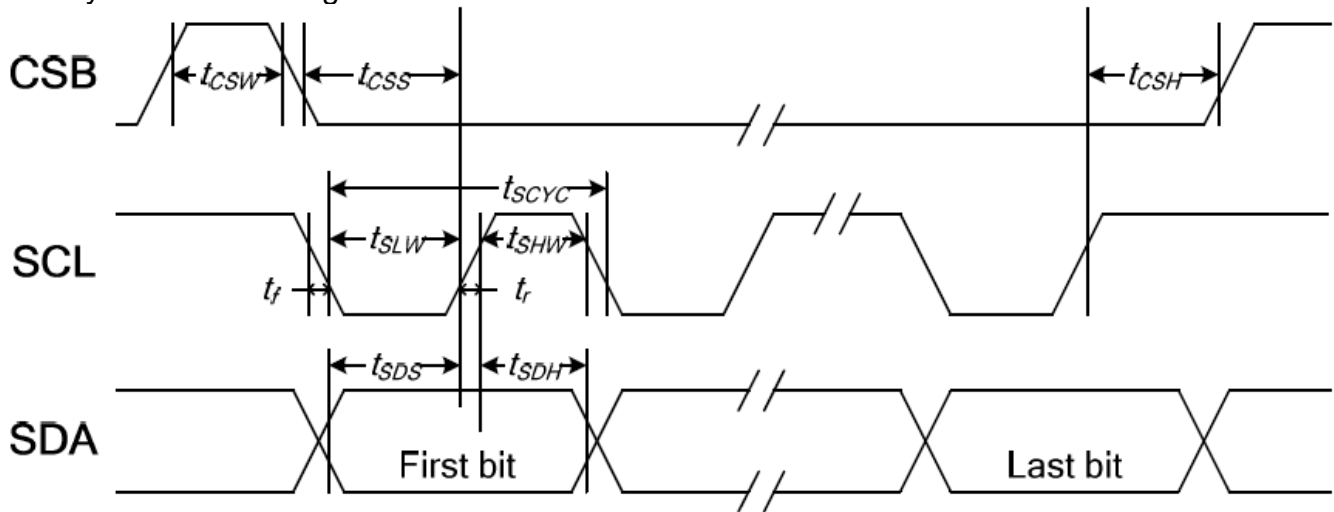 CSB
tCSW
tCSS
tCSH
tSCYC
SCL
tSLW
tSHW
tf
tr
tSDS
tSDH
SDA
First bit
Last bit